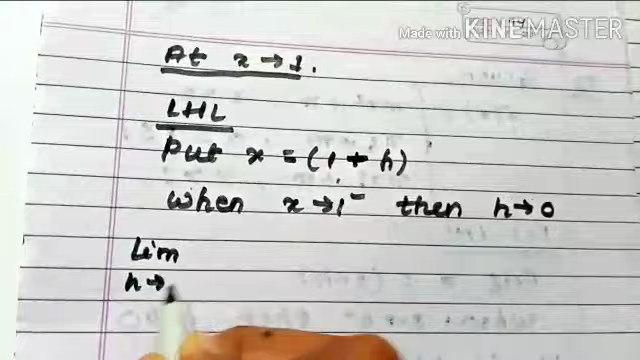 Made with KINEMASTER
At x → 1.
LHL
Put x = (1 + h)
when x → 1⁻ then h → 0
Lim
h →